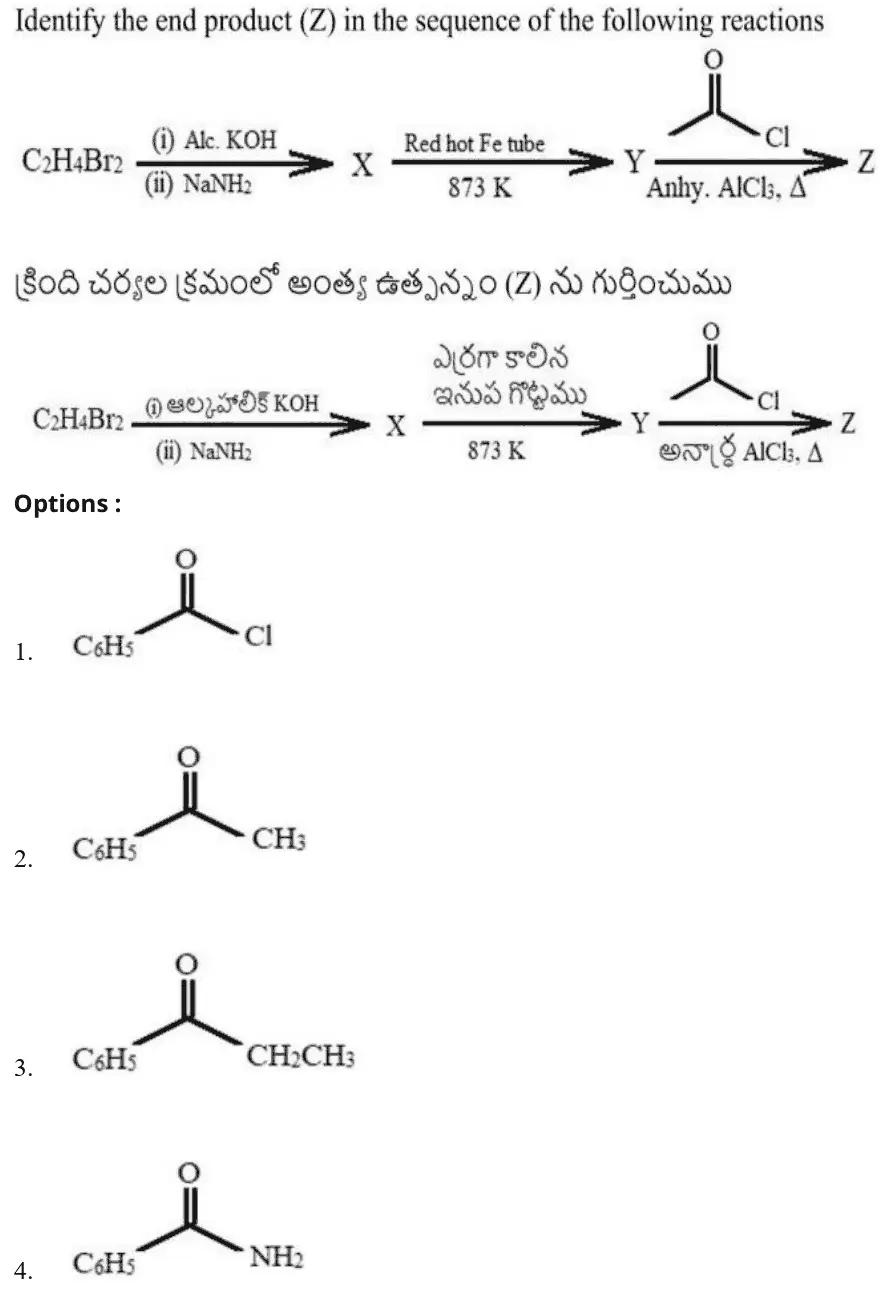 Identify the end product (Z) in the sequence of the following reactions
O
Cl
C2H4Br2 (i) Alc. KOH (ii) NaNH2 X Red hot Fe tube 873 K Y Anhy. AlCl3, Δ Z
క్రింది చర్యల క్రమంలో అంత్య ఉత్పన్నం (Z) ను గుర్తించుము
O
Cl
C2H4Br2 (i) ఆల్కహాలిక్ KOH (ii) NaNH2 X ఎర్రగా కాలిన ఇనుప గొట్టము 873 K Y అనార్ద్ర AlCl3, Δ Z
Options :
O
1. C6H5 Cl
O
2. C6H5 CH3
O
3. C6H5 CH2CH3
O
4. C6H5 NH2